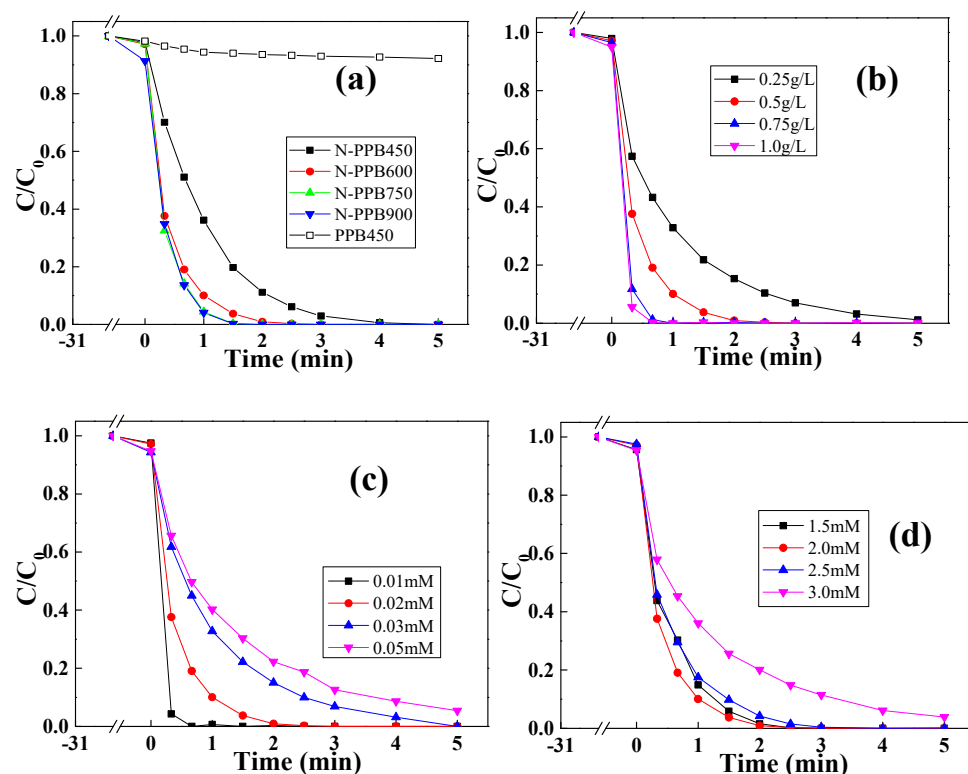 1.0
0.8
0.6
0.4
0.2
0.0
C/C0
(a)
N-PPB450
N-PPB600
N-PPB750
N-PPB900
PPB450
-31 0 1 2 3 4 5
Time (min)
1.0
0.8
0.6
0.4
0.2
0.0
C/C0
(b)
0.25g/L
0.5g/L
0.75g/L
1.0g/L
-31 0 1 2 3 4 5
Time (min)
1.0
0.8
0.6
0.4
0.2
0.0
C/C0
(c)
0.01mM
0.02mM
0.03mM
0.05mM
-31 0 1 2 3 4 5
Time (min)
1.0
0.8
0.6
0.4
0.2
0.0
C/C0
(d)
1.5mM
2.0mM
2.5mM
3.0mM
-31 0 1 2 3 4 5
Time (min)